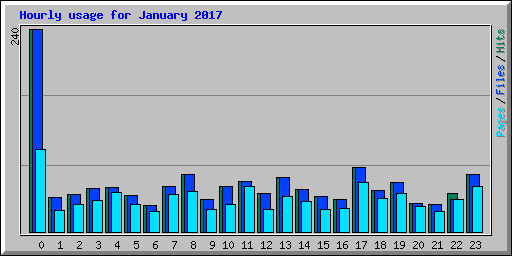 Hourly usage for January 2017
240
Pages/Files/Hits
0 1 2 3 4 5 6 7 8 9 10 11 12 13 14 15 16 17 18 19 20 21 22 23